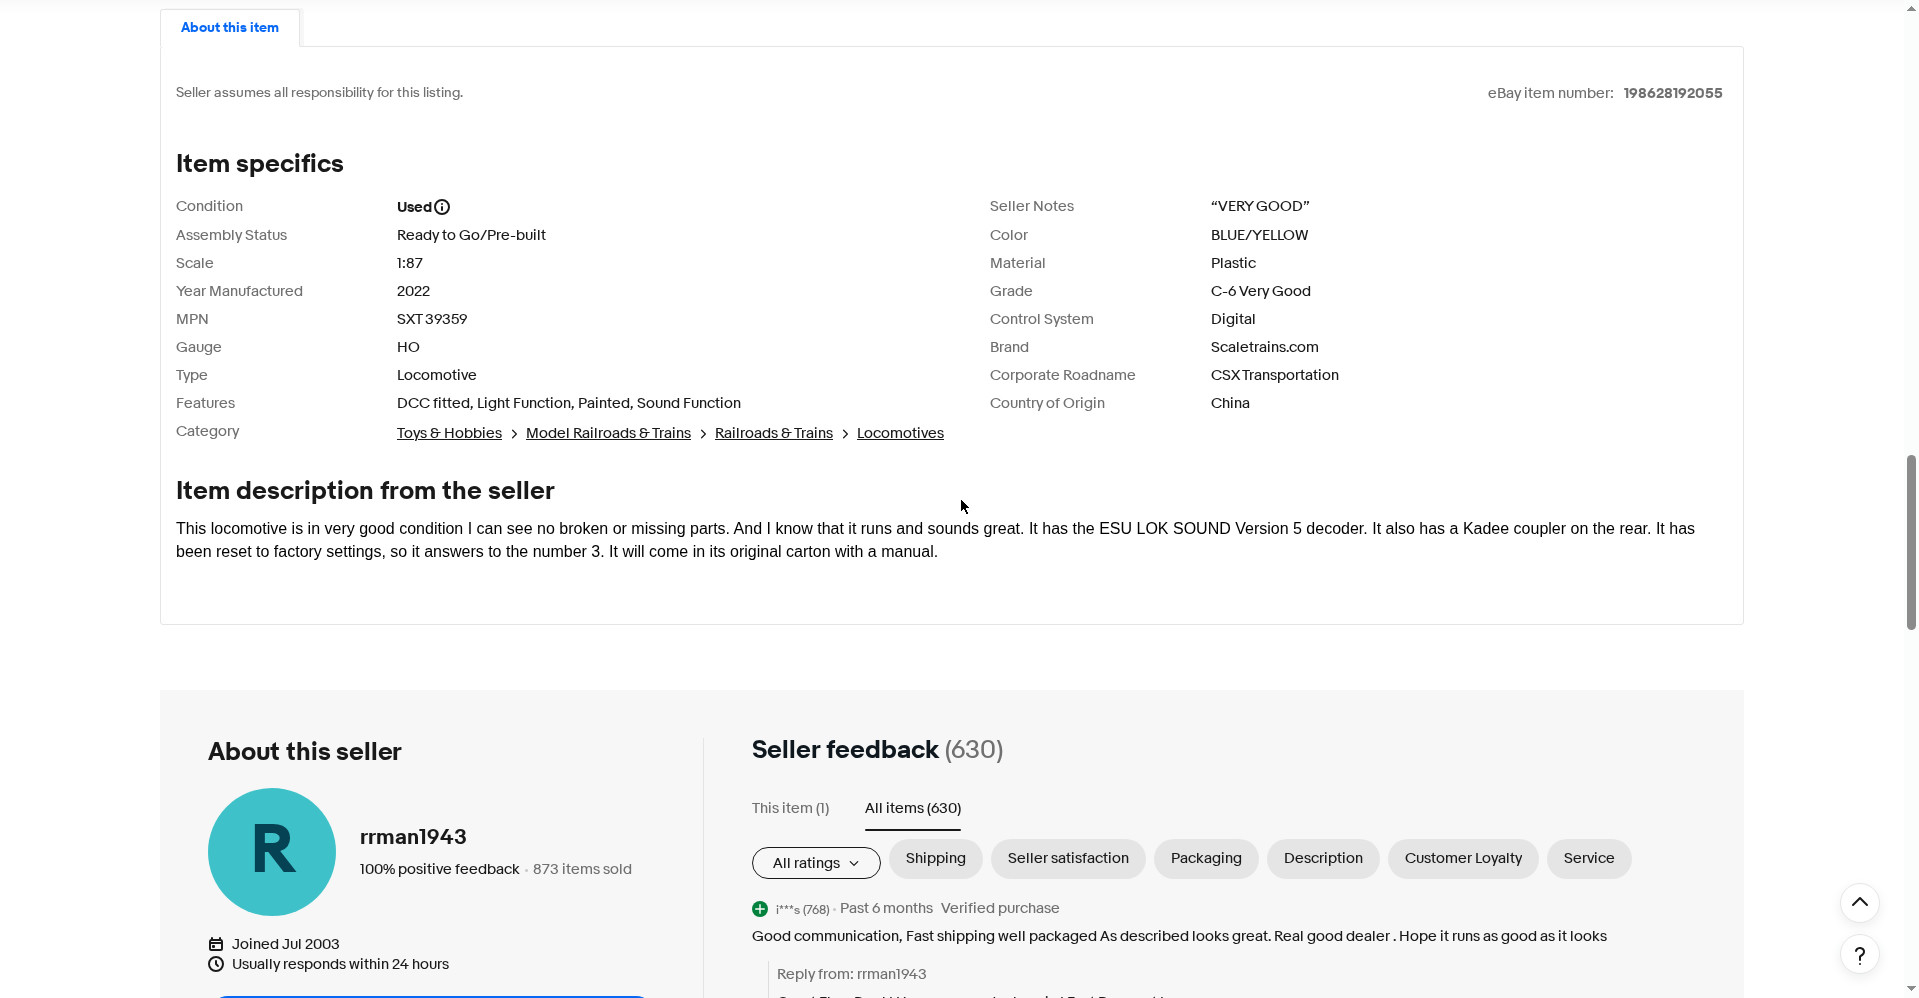 About this item
Seller assumes all responsibility for this listing.
eBay item number: 198628192055
Item specifics
Condition Used Seller Notes “VERY GOOD”
Assembly Status Ready to Go/Pre-built Color BLUE/YELLOW
Scale 1:87 Material Plastic
Year Manufactured 2022 Grade C-6 Very Good
MPN SXT 39359 Control System Digital
Gauge HO Brand Scaletrains.com
Type Locomotive Corporate Roadname CSX Transportation
Features DCC fitted, Light Function, Painted, Sound Function Country of Origin China
Category Toys & Hobbies > Model Railroads & Trains > Railroads & Trains > Locomotives
Item description from the seller
This locomotive is in very good condition I can see no broken or missing parts. And I know that it runs and sounds great. It has the ESU LOK SOUND Version 5 decoder. It also has a Kadee coupler on the rear. It has
been reset to factory settings, so it answers to the number 3. It will come in its original carton with a manual.
About this seller
R
rrman1943
100% positive feedback · 873 items sold
Joined Jul 2003
Usually responds within 24 hours
Seller feedback (630)
This item (1) All items (630)
All ratings Shipping Seller satisfaction Packaging Description Customer Loyalty Service
i***s (768) · Past 6 months Verified purchase
Good communication, Fast shipping well packaged As described looks great. Real good dealer . Hope it runs as good as it looks
Reply from: rrman1943
?